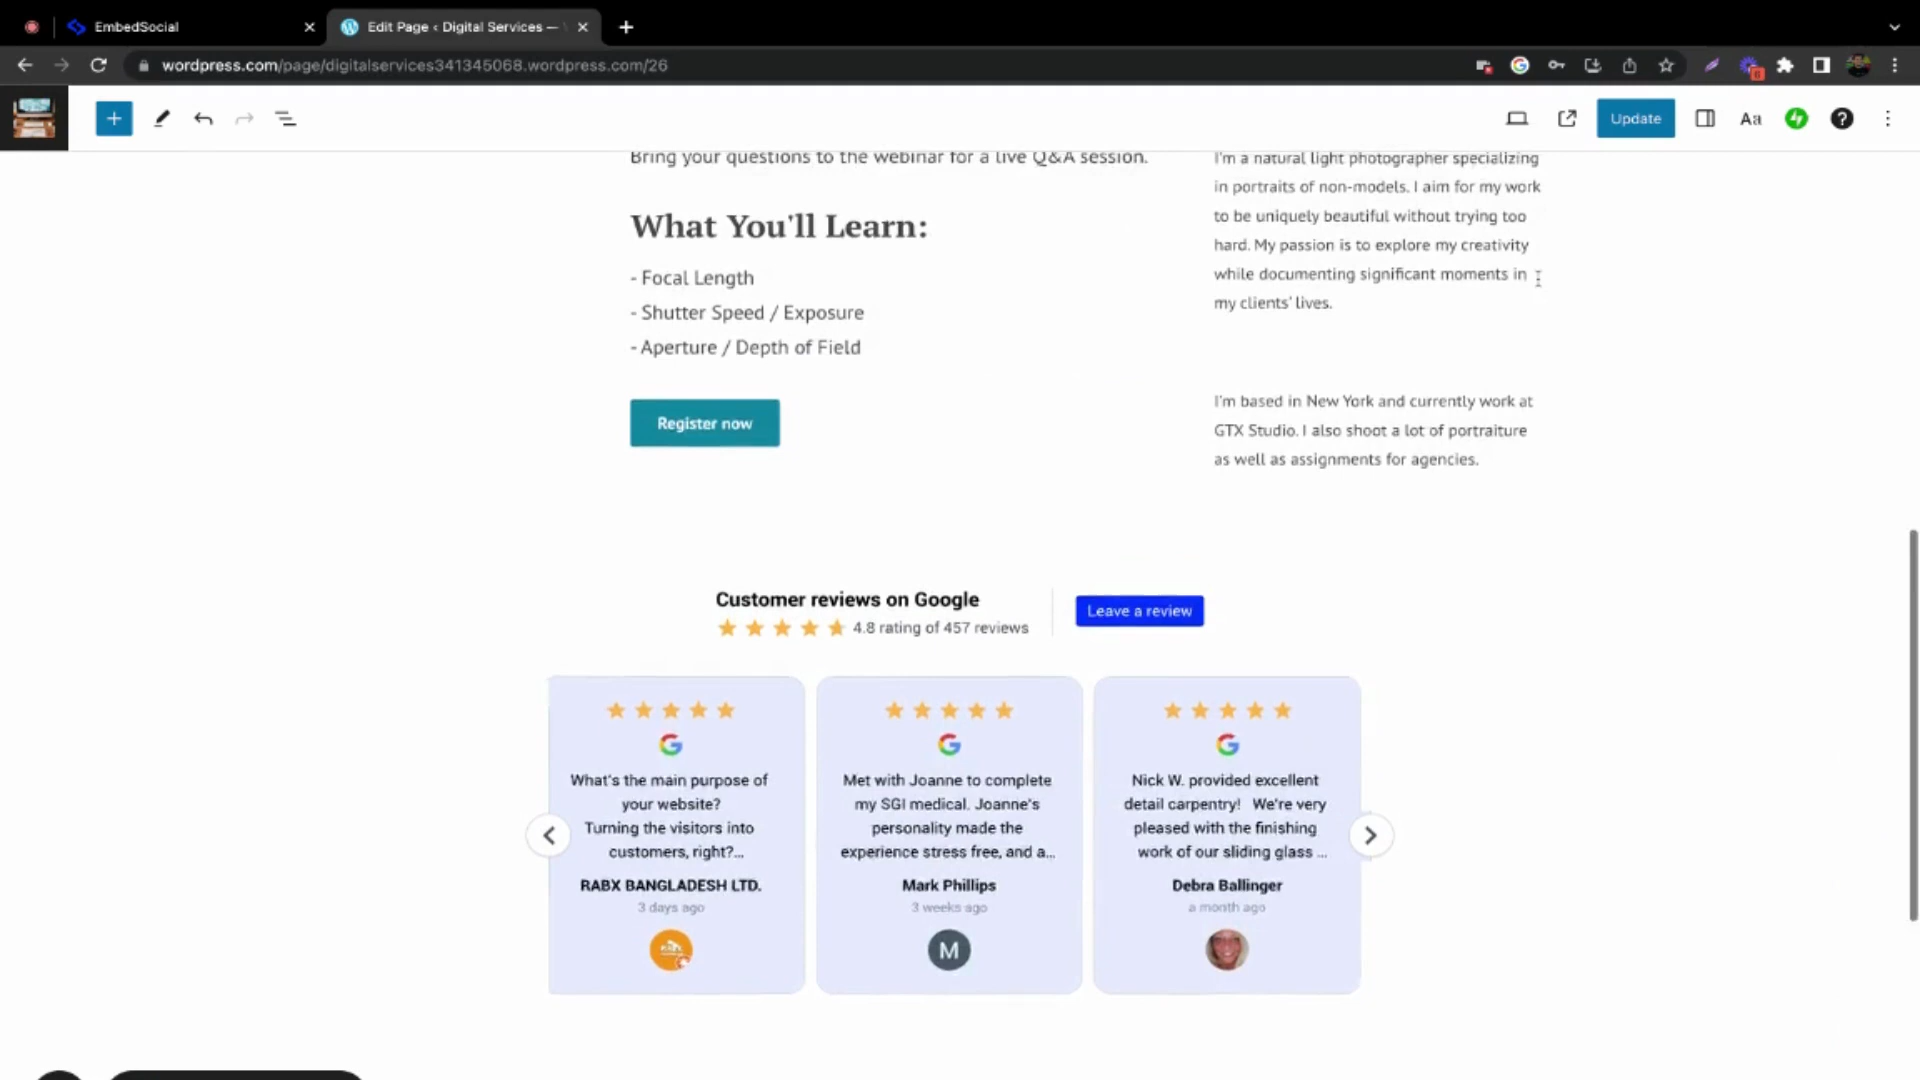 EmbedSocial
Edit Page ‹ Digital Services —
wordpress.com/page/digitalservices341345068.wordpress.com/26
Update
Aa
Bring your questions to the webinar for a live Q&A session.
What You'll Learn:
- Focal Length
- Shutter Speed / Exposure
- Aperture / Depth of Field
Register now
I'm a natural light photographer specializing
in portraits of non-models. I aim for my work
to be uniquely beautiful without trying too
hard. My passion is to explore my creativity
while documenting significant moments in
my clients' lives.
I'm based in New York and currently work at
GTX Studio. I also shoot a lot of portraiture
as well as assignments for agencies.
Customer reviews on Google
4.8 rating of 457 reviews
Leave a review
What's the main purpose of
your website?
Turning the visitors into
customers, right?...
RABX BANGLADESH LTD.
3 days ago
Met with Joanne to complete
my SGI medical. Joanne's
personality made the
experience stress free, and a...
Mark Phillips
3 weeks ago
M
Nick W. provided excellent
detail carpentry! We're very
pleased with the finishing
work of our sliding glass ...
Debra Ballinger
a month ago